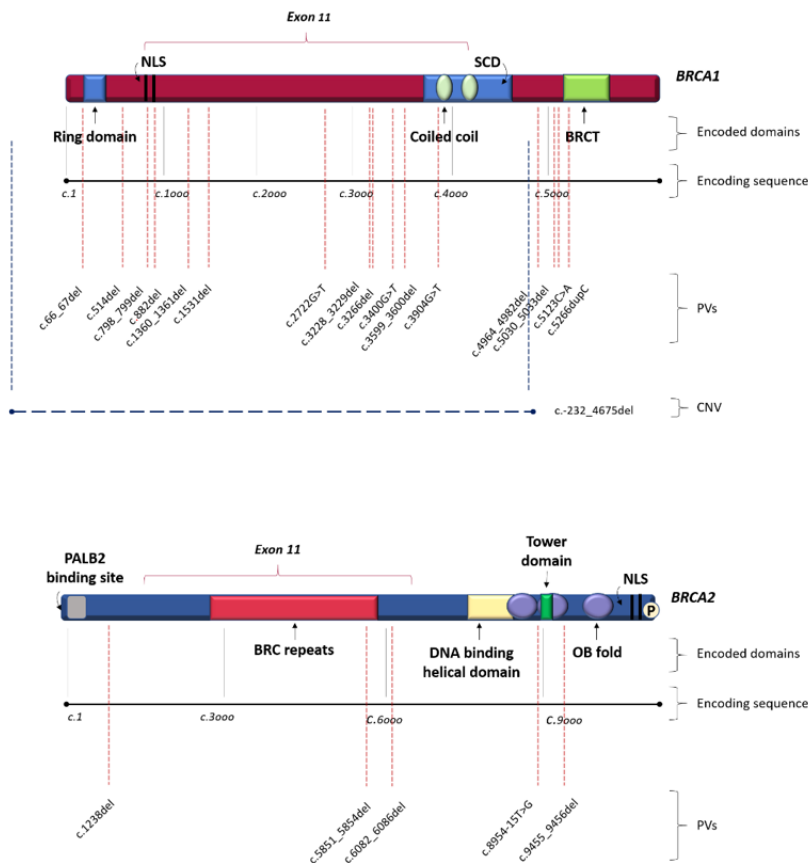 Exon 11
NLS
SCD
BRCA1
Ring domain
Coiled coil
BRCT
Encoded domains
Encoding sequence
c.1
c.1000
c.2000
c.3000
c.4000
c.5000
c.66_67del
c.514del
c.798_799del
c.882del
c.1360_1361del
c.1531del
c.2722G>T
c.3228_3229del
c.3266del
c.3400G>T
c.3599_3600del
c.3904G>T
c.4964_4982del
c.5030_5033del
c.5123C>A
c.5266dupC
PVs
c.-232_4675del
CNV
PALB2
binding site
Exon 11
Tower
domain
NLS
BRCA2
P
BRC repeats
DNA binding
helical domain
OB fold
Encoded domains
Encoding sequence
c.1
c.3000
c.6000
c.9000
c.1238del
c.5851_5854del
c.6082_6086del
c.8954-15T>G
c.9455_9456del
PVs